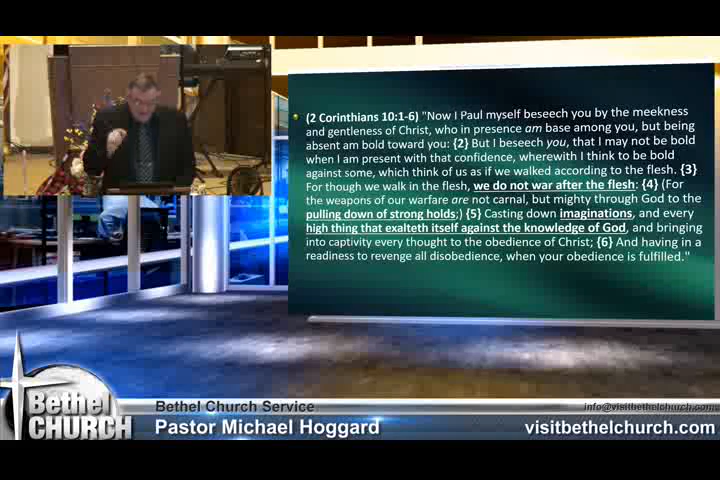 (2 Corinthians 10:1-6) "Now I Paul myself beseech you by the meekness
and gentleness of Christ, who in presence am base among you, but being
absent am bold toward you: {2} But I beseech you, that I may not be bold
when I am present with that confidence, wherewith I think to be bold
against some, which think of us as if we walked according to the flesh. {3}
For though we walk in the flesh, we do not war after the flesh: {4} (For
the weapons of our warfare are not carnal, but mighty through God to the
pulling down of strong holds;) {5} Casting down imaginations, and every
high thing that exalteth itself against the knowledge of God, and bringing
into captivity every thought to the obedience of Christ; {6} And having in a
readiness to revenge all disobedience, when your obedience is fulfilled."
Bethel
CHURCH
Bethel Church Service
info@visitbethelchurch.com
Pastor Michael Hoggard
visitbethelchurch.com